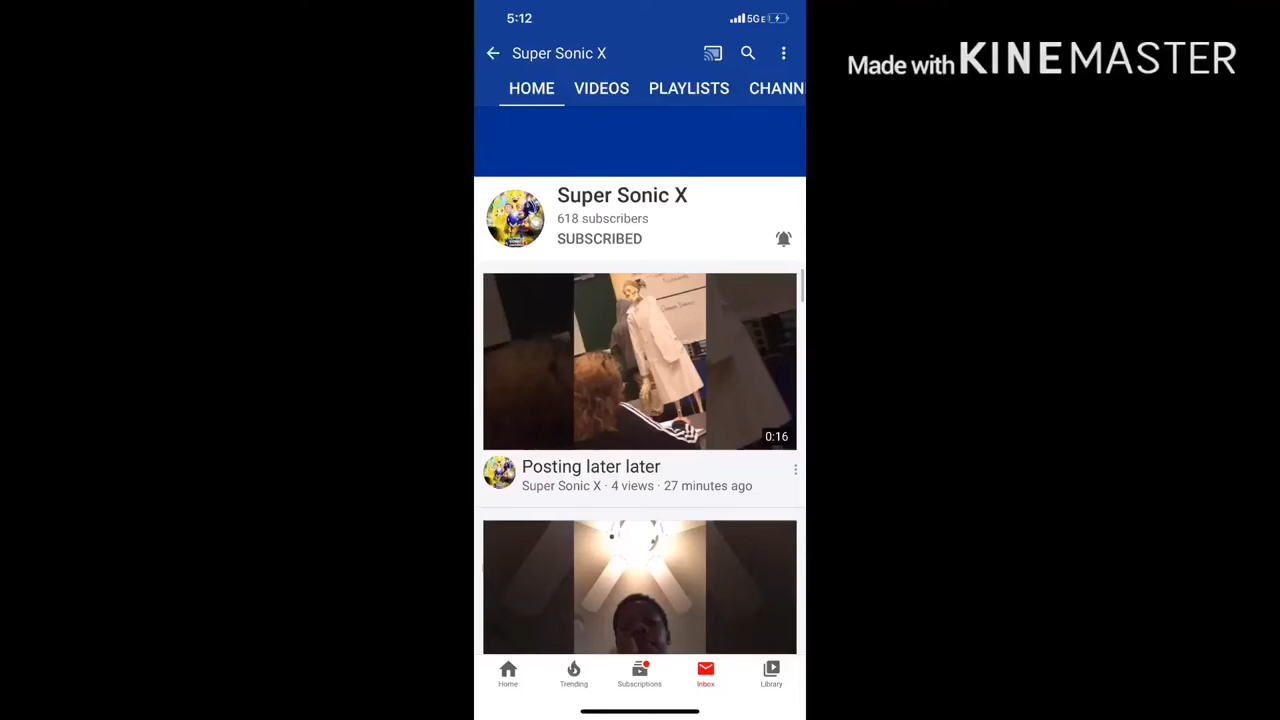 5:12
5GE
Made with KINEMASTER
Super Sonic X
HOME VIDEOS PLAYLISTS CHANN
Super Sonic X
618 subscribers
SUBSCRIBED
0:16
Posting later later
Super Sonic X · 4 views · 27 minutes ago
Home Trending Subscriptions Inbox Library